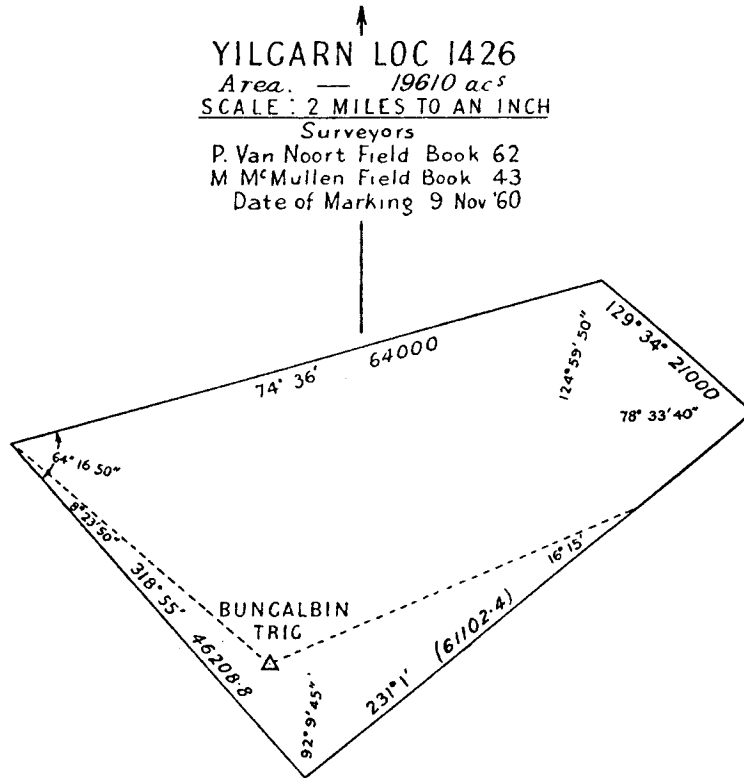 YILGARN LOC 1426
Area. — 19610 acs
SCALE : 2 MILES TO AN INCH
Surveyors
P. Van Noort Field Book 62
M McMullen Field Book 43
Date of Marking 9 Nov '60
129° 34' 21000
124° 59' 50"
74° 36' 64000
78° 33' 40"
64° 16 50"
8° 23' 50"
16° 15'
318° 55' 46208·8
BUNGALBIN
TRIG
231° 1' (61102·4)
92° 9' 45"